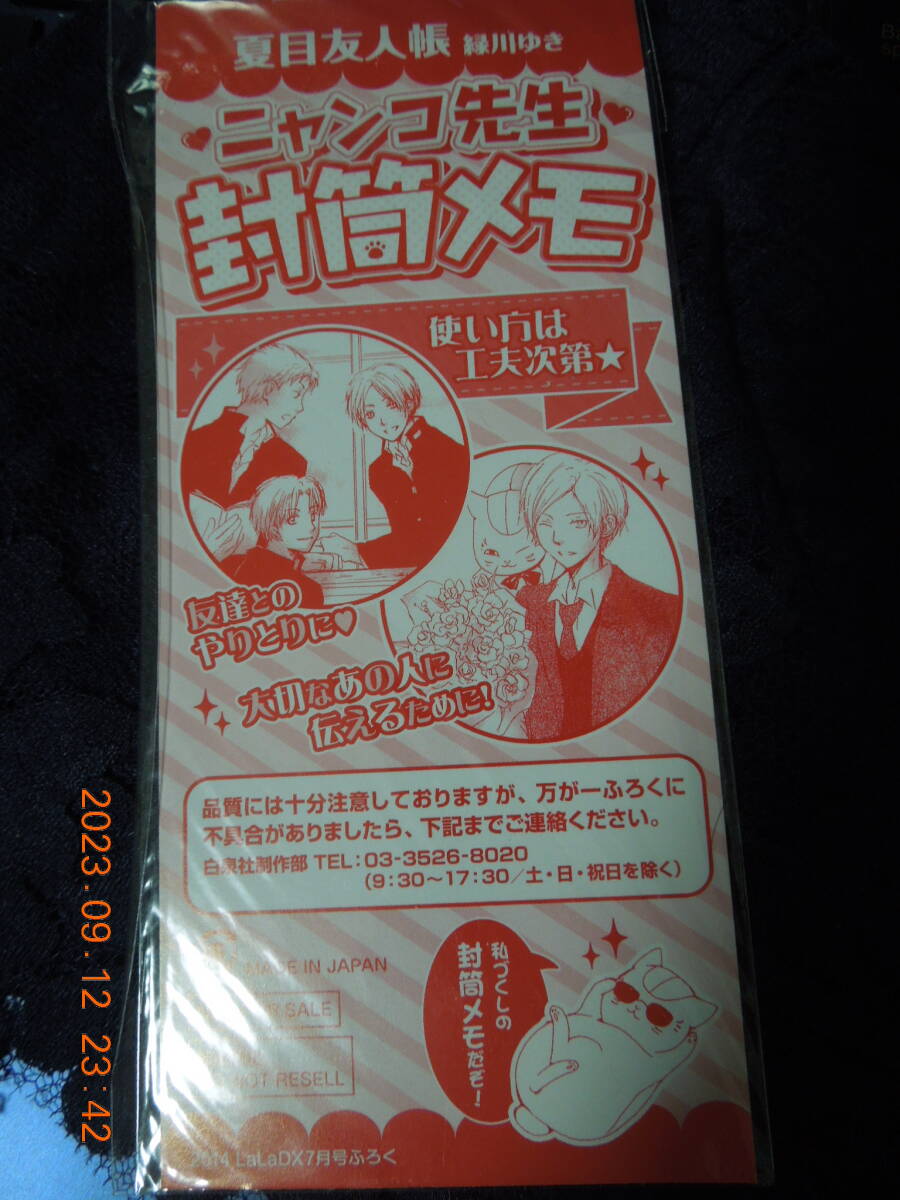 夏目友人帳 緑川ゆき
ニャンコ先生
封筒メモ
使い方は
工夫次第★
友達との
やりとりに♥
大切なあの人に
伝えるために!
品質には十分注意しておりますが、万が一ふろくに
不具合がありましたら、下記までご連絡ください。
白泉社制作部 TEL:03-3526-8020
(9:30〜17:30/土・日・祝日を除く)
MADE IN JAPAN
SALE
NOT RESELL
私づくしの
封筒メモだぞ!
2014 LaLaDX7月号ふろく
2023.09.12 23:42